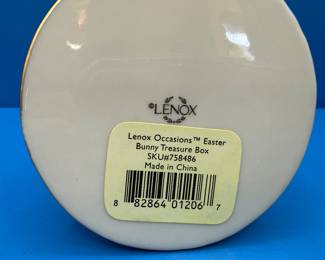 ©LENOX
Lenox Occasions™ Easter
Bunny Treasure Box
SKU#758486
Made in China
8 82864 01206 7